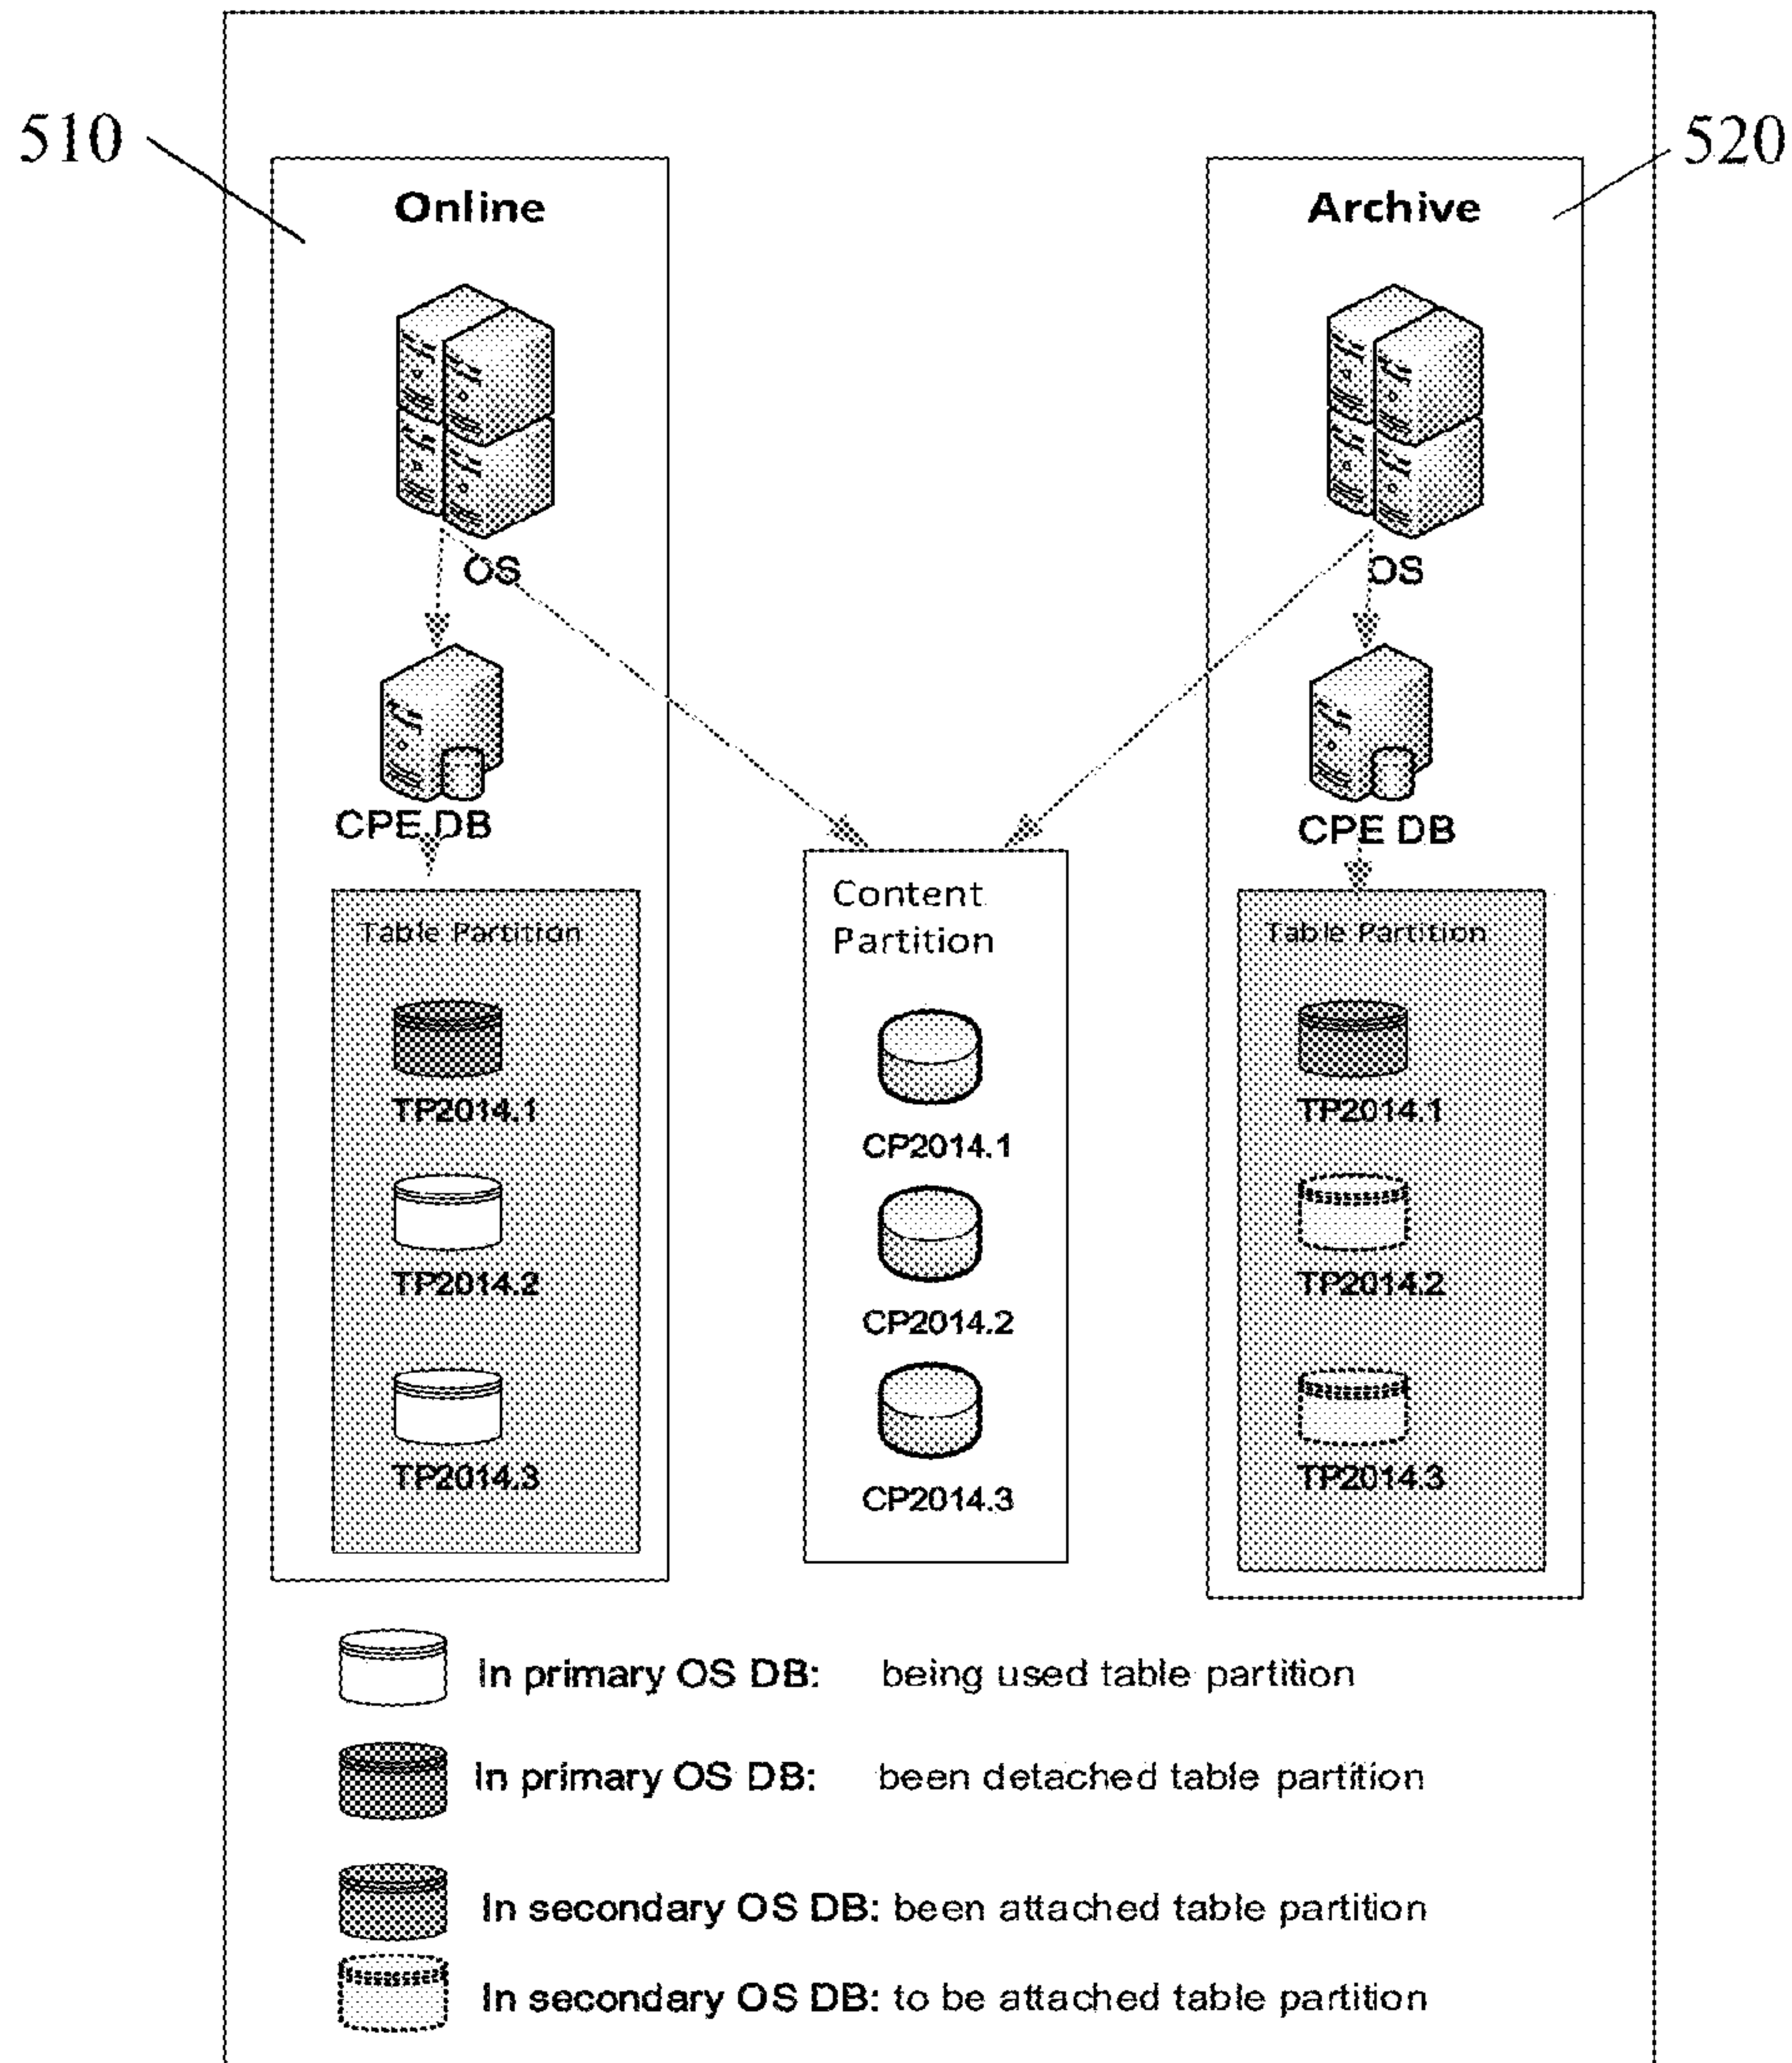 510
520
Online
Archive
OS
OS
CPE DB
CPE DB
Content
Partition
Table Partition
Table Partition
TP2014.1
TP2014.2
TP2014.3
CP2014.1
CP2014.2
CP2014.3
TP2014.1
TP2014.2
TP2014.3
In primary OS DB: being used table partition
In primary OS DB: been detached table partition
In secondary OS DB: been attached table partition
In secondary OS DB: to be attached table partition